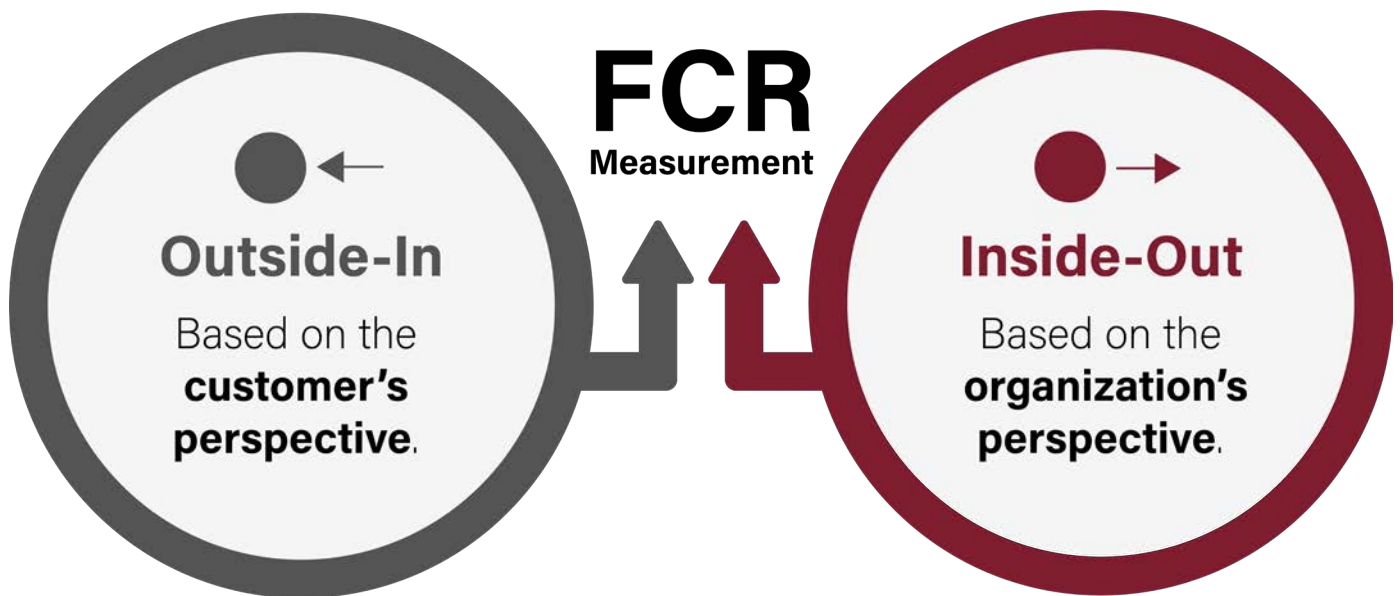 FCR
Measurement
Outside-In
Based on the
customer's
perspective.
Inside-Out
Based on the
organization's
perspective.